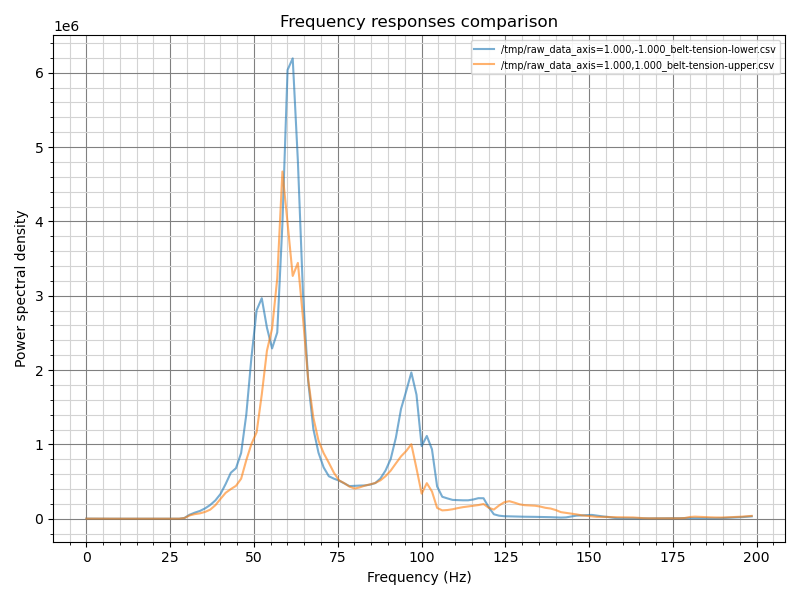 Frequency responses comparison
1e6
/tmp/raw_data_axis=1.000,-1.000_belt-tension-lower.csv
/tmp/raw_data_axis=1.000,1.000_belt-tension-upper.csv
6
5
4
3
2
1
0
Power spectral density
0 25 50 75 100 125 150 175 200
Frequency (Hz)